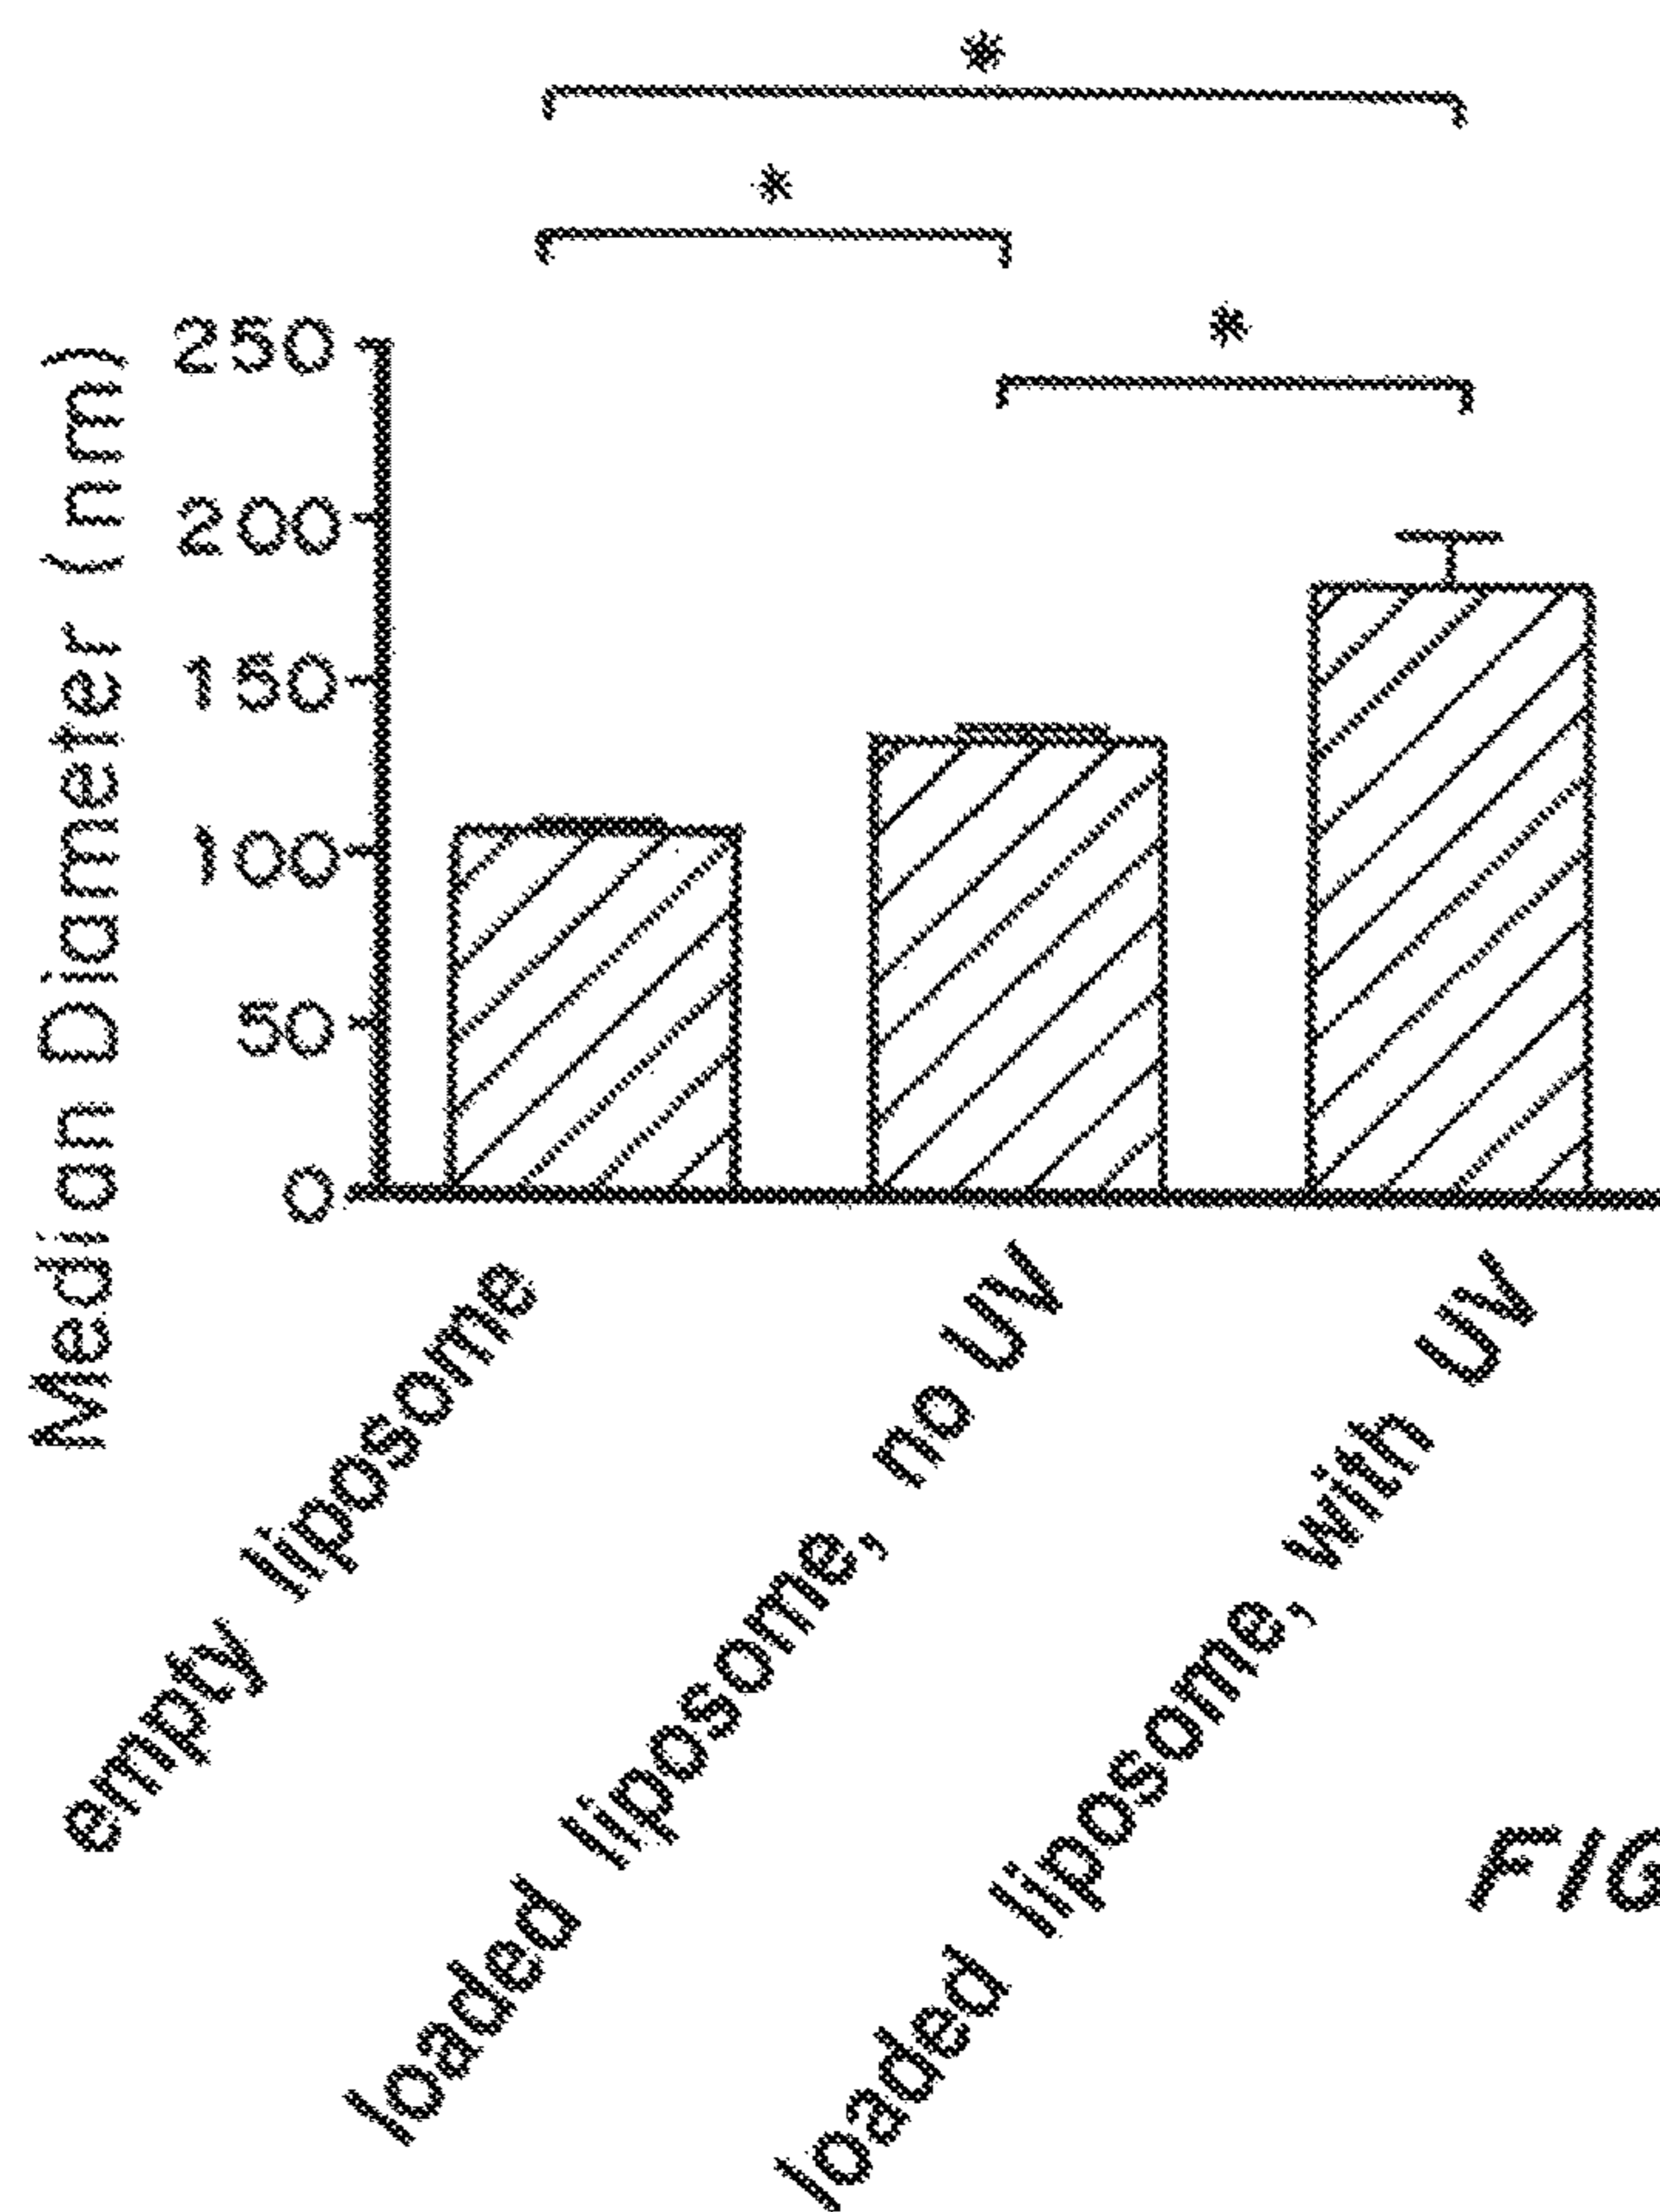 *
*
*
250
200
150
100
50
0
Median Diameter (nm)
empty liposome
loaded liposome, no UV
loaded liposome, with UV
FIG